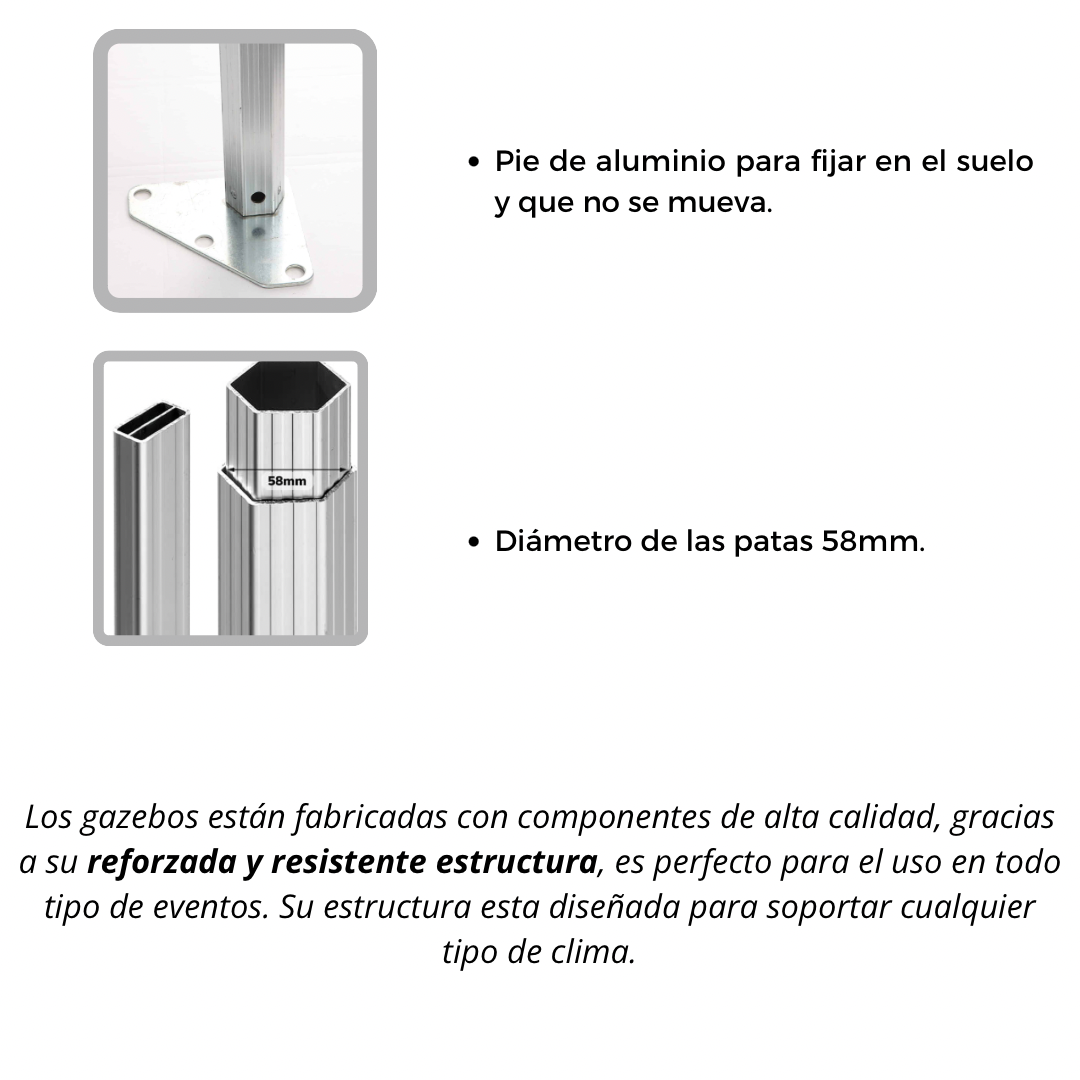 • Pie de aluminio para fijar en el suelo
y que no se mueva.
58mm
• Diámetro de las patas 58mm.
Los gazebos están fabricadas con componentes de alta calidad, gracias
a su reforzada y resistente estructura, es perfecto para el uso en todo
tipo de eventos. Su estructura esta diseñada para soportar cualquier
tipo de clima.